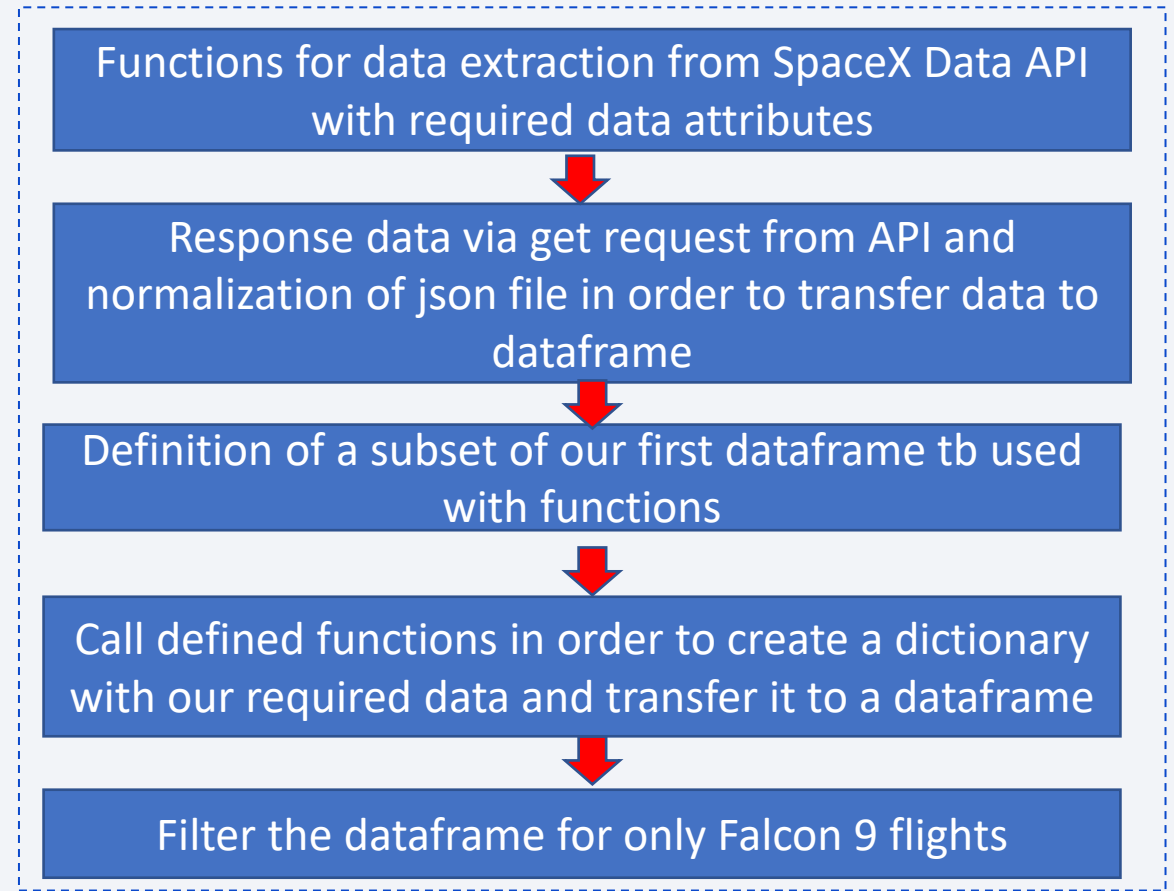 Functions for data extraction from SpaceX Data API
with required data attributes
Response data via get request from API and
normalization of json file in order to transfer data to
dataframe
Definition of a subset of our first dataframe tb used
with functions
Call defined functions in order to create a dictionary
with our required data and transfer it to a dataframe
Filter the dataframe for only Falcon 9 flights